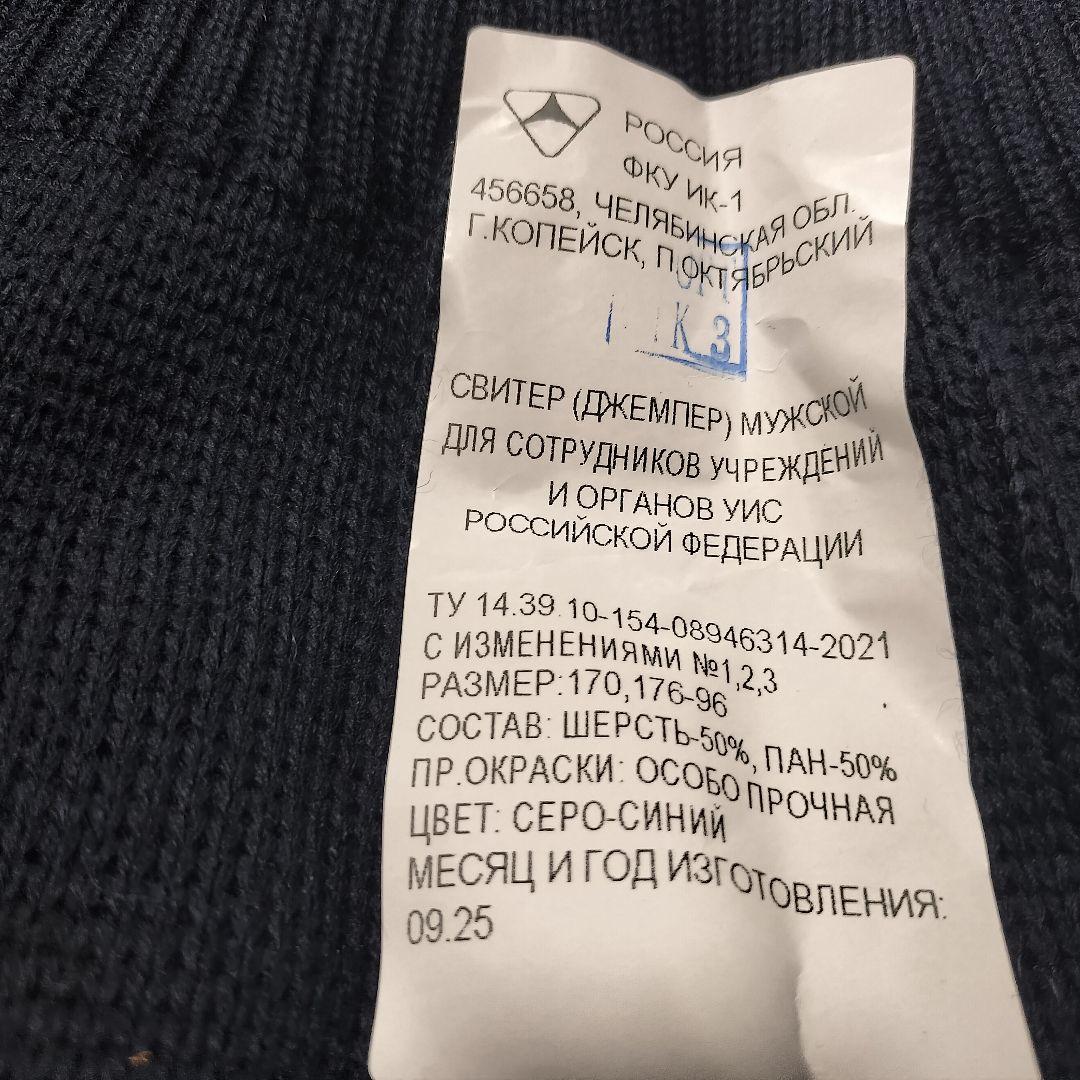 РОССИЯ
ФКУ ИК-1
456658, ЧЕЛЯБИНСКАЯ ОБЛ.
Г.КОПЕЙСК, П.ОКТЯБРЬСКИЙ
К 3
СВИТЕР (ДЖЕМПЕР) МУЖСКОЙ
ДЛЯ СОТРУДНИКОВ УЧРЕЖДЕНИЙ
И ОРГАНОВ УИС
РОССИЙСКОЙ ФЕДЕРАЦИИ
ТУ 14.39.10-154-08946314-2021
С ИЗМЕНЕНИЯМИ №1,2,3
РАЗМЕР:170,176-96
СОСТАВ: ШЕРСТЬ-50%, ПАН-50%
ПР.ОКРАСКИ: ОСОБО ПРОЧНАЯ
ЦВЕТ: СЕРО-СИНИЙ
МЕСЯЦ И ГОД ИЗГОТОВЛЕНИЯ:
09.25